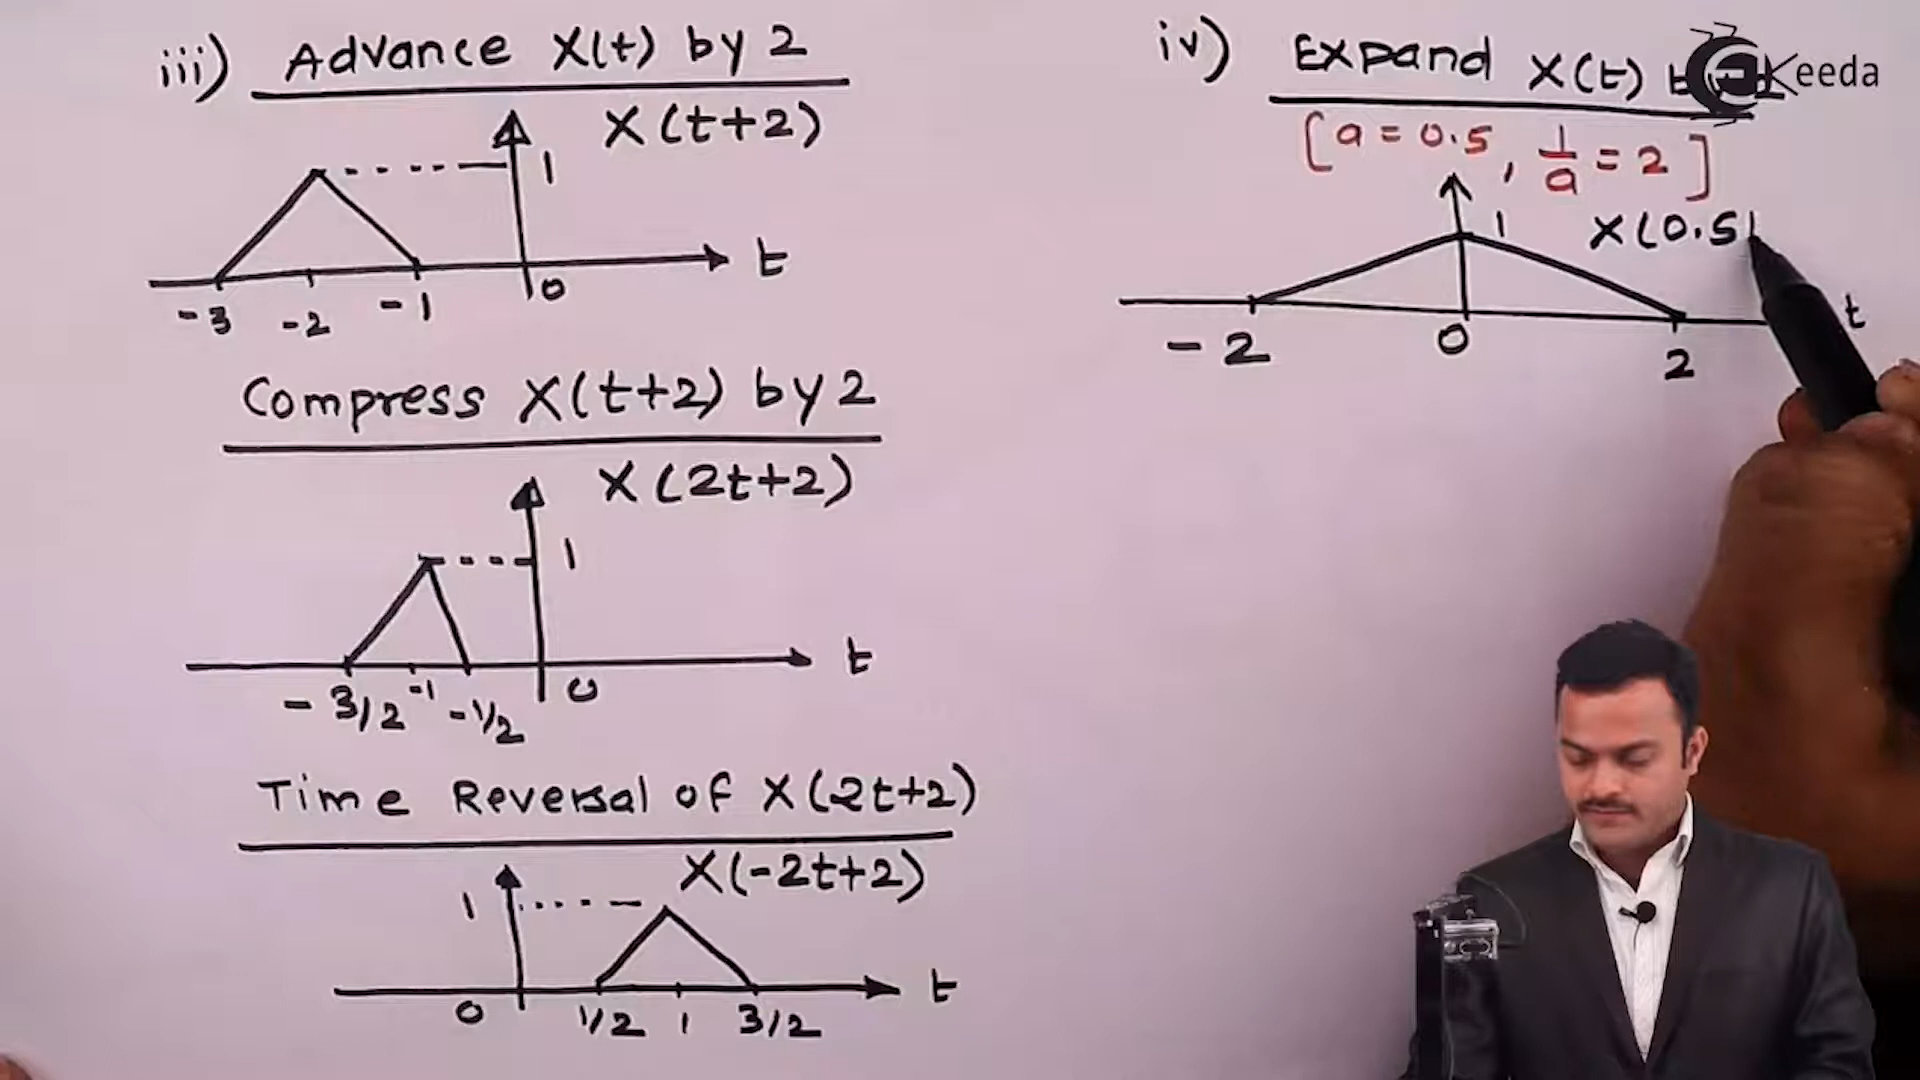 iii) Advance X(t) by 2
X(t+2)
1
t
-3 -2 -1 0
Compress X(t+2) by 2
X(2t+2)
1
t
-3/2 -1 -1/2 0
Time Reversal of X(2t+2)
X(-2t+2)
1
t
0 1/2 1 3/2
iv) Expand X(t)
Keeda
[a = 0.5, 1/a = 2]
1
X(0.5
t
-2 0 2